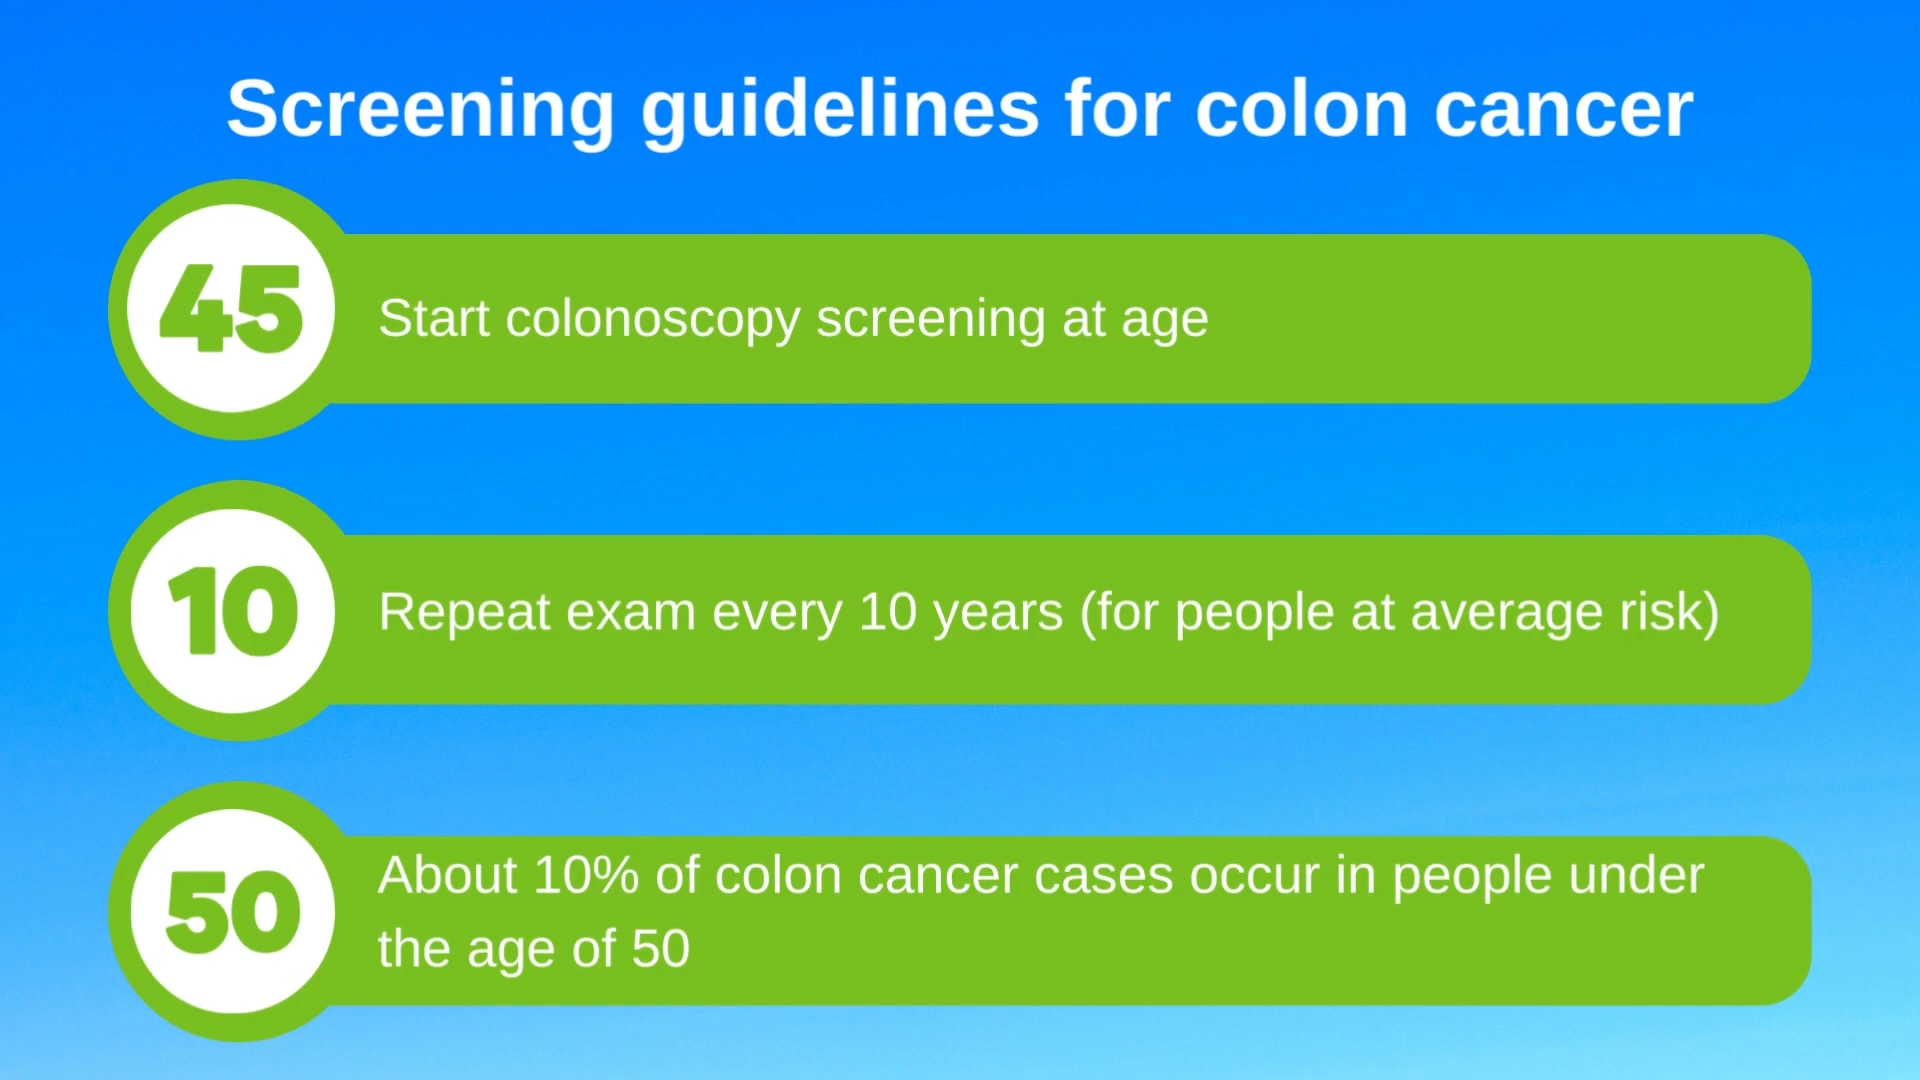 Screening guidelines for colon cancer
45
Start colonoscopy screening at age
10
Repeat exam every 10 years (for people at average risk)
50
About 10% of colon cancer cases occur in people under
the age of 50